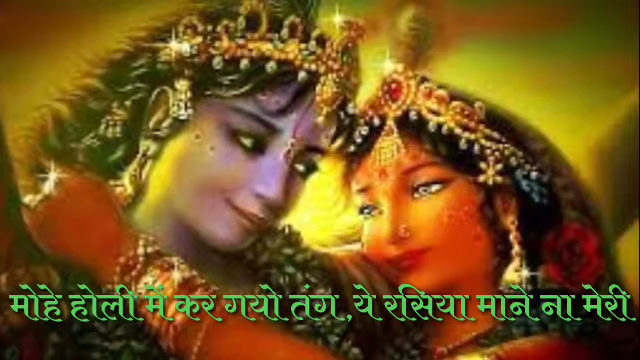 मोहे होली में कर गयो तंग ,ये रसिया माने ना मेरी